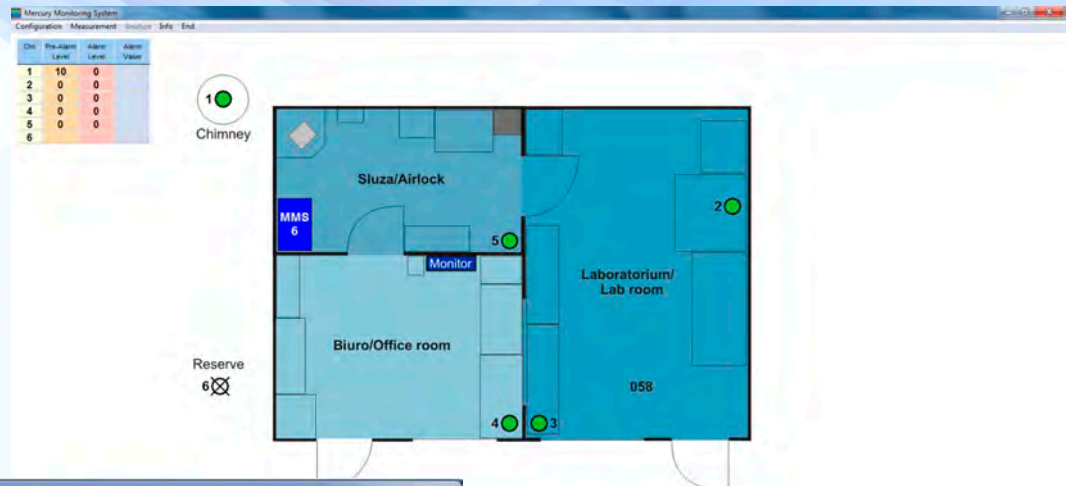 Mercury Monitoring System
Configuration Measurement Info End
Chn Pre-Alarm Level Alarm Level Alarm Value
1 10 0
2 0 0
3 0 0
4 0 0
5 0 0
6
1
Chimney
Sluza/Airlock
MMS
6
5
2
Monitor
Laboratorium/
Lab room
Biuro/Office room
Reserve
6
058
4
3